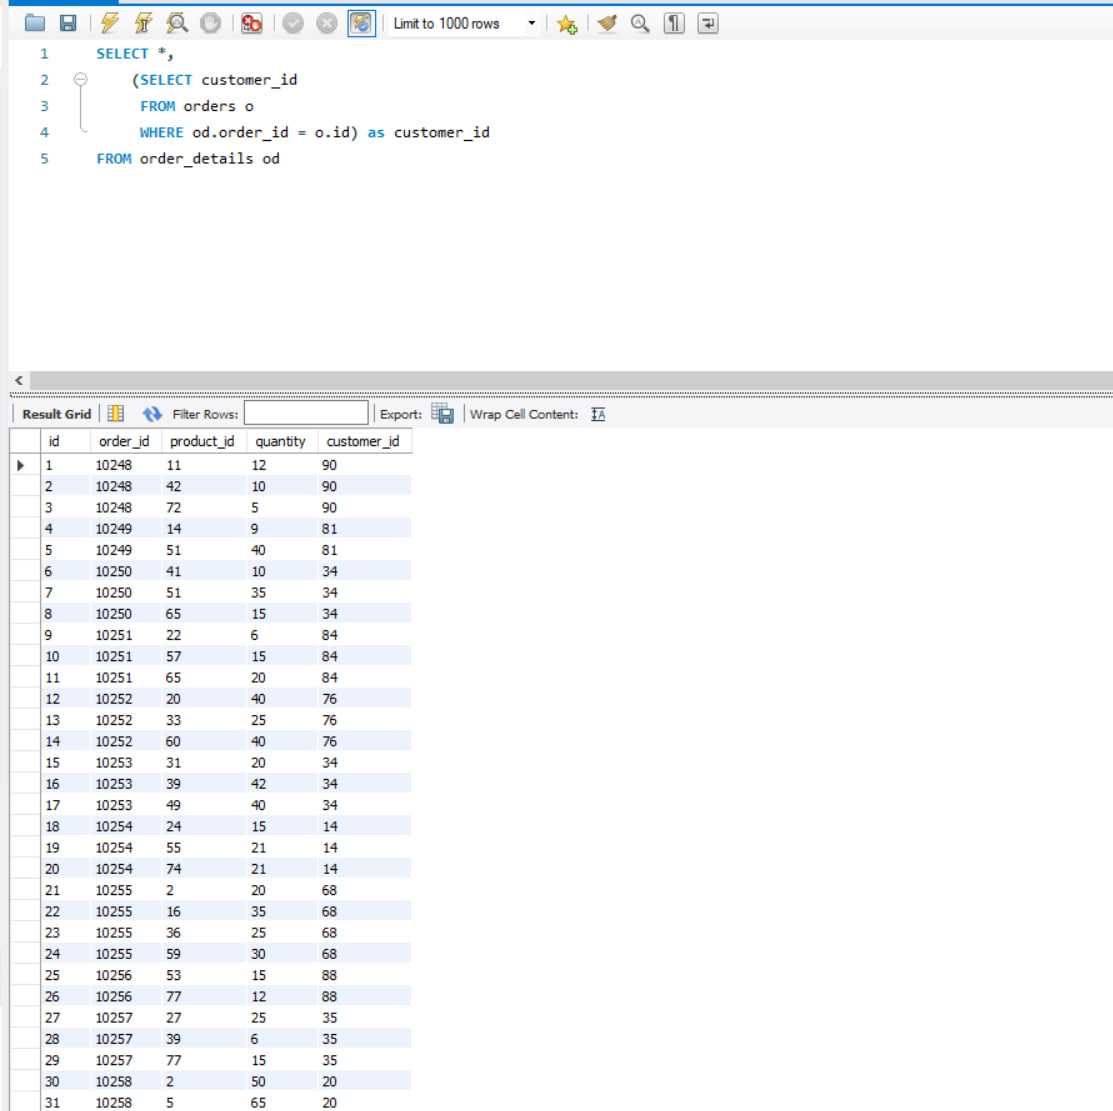 Limit to 1000 rows
1 SELECT *,
2 (SELECT customer_id
3 FROM orders o
4 WHERE od.order_id = o.id) as customer_id
5 FROM order_details od
Result Grid Filter Rows: Export: Wrap Cell Content:
id order_id product_id quantity customer_id
1 10248 11 12 90
2 10248 42 10 90
3 10248 72 5 90
4 10249 14 9 81
5 10249 51 40 81
6 10250 41 10 34
7 10250 51 35 34
8 10250 65 15 34
9 10251 22 6 84
10 10251 57 15 84
11 10251 65 20 84
12 10252 20 40 76
13 10252 33 25 76
14 10252 60 40 76
15 10253 31 20 34
16 10253 39 42 34
17 10253 49 40 34
18 10254 24 15 14
19 10254 55 21 14
20 10254 74 21 14
21 10255 2 20 68
22 10255 16 35 68
23 10255 36 25 68
24 10255 59 30 68
25 10256 53 15 88
26 10256 77 12 88
27 10257 27 25 35
28 10257 39 6 35
29 10257 77 15 35
30 10258 2 50 20
31 10258 5 65 20